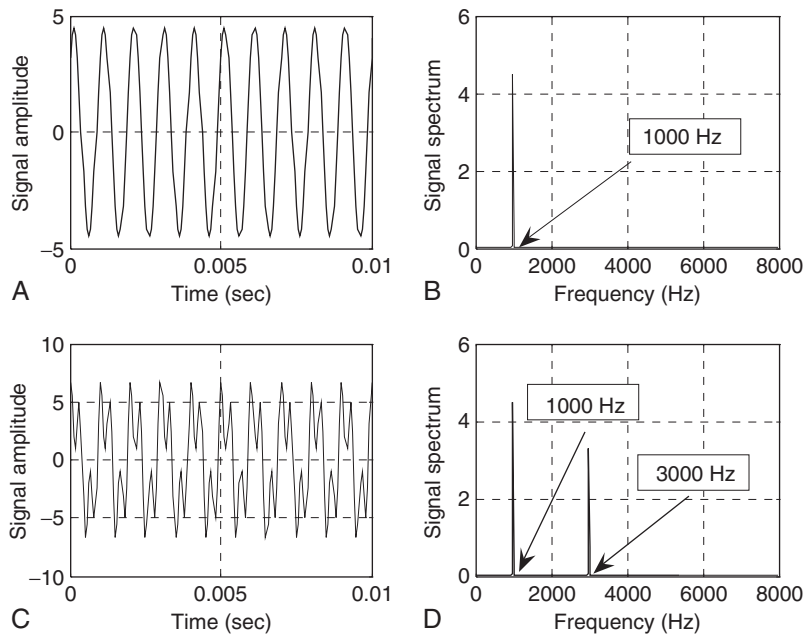 5
0
−5
0
0.005
0.01
Signal amplitude
Time (sec)
A
6
4
2
0
1000 Hz
0
2000
4000
6000
8000
Signal spectrum
Frequency (Hz)
B
10
5
0
−5
−10
0
0.005
0.01
Signal amplitude
Time (sec)
C
6
4
2
0
1000 Hz
3000 Hz
0
2000
4000
6000
8000
Signal spectrum
Frequency (Hz)
D